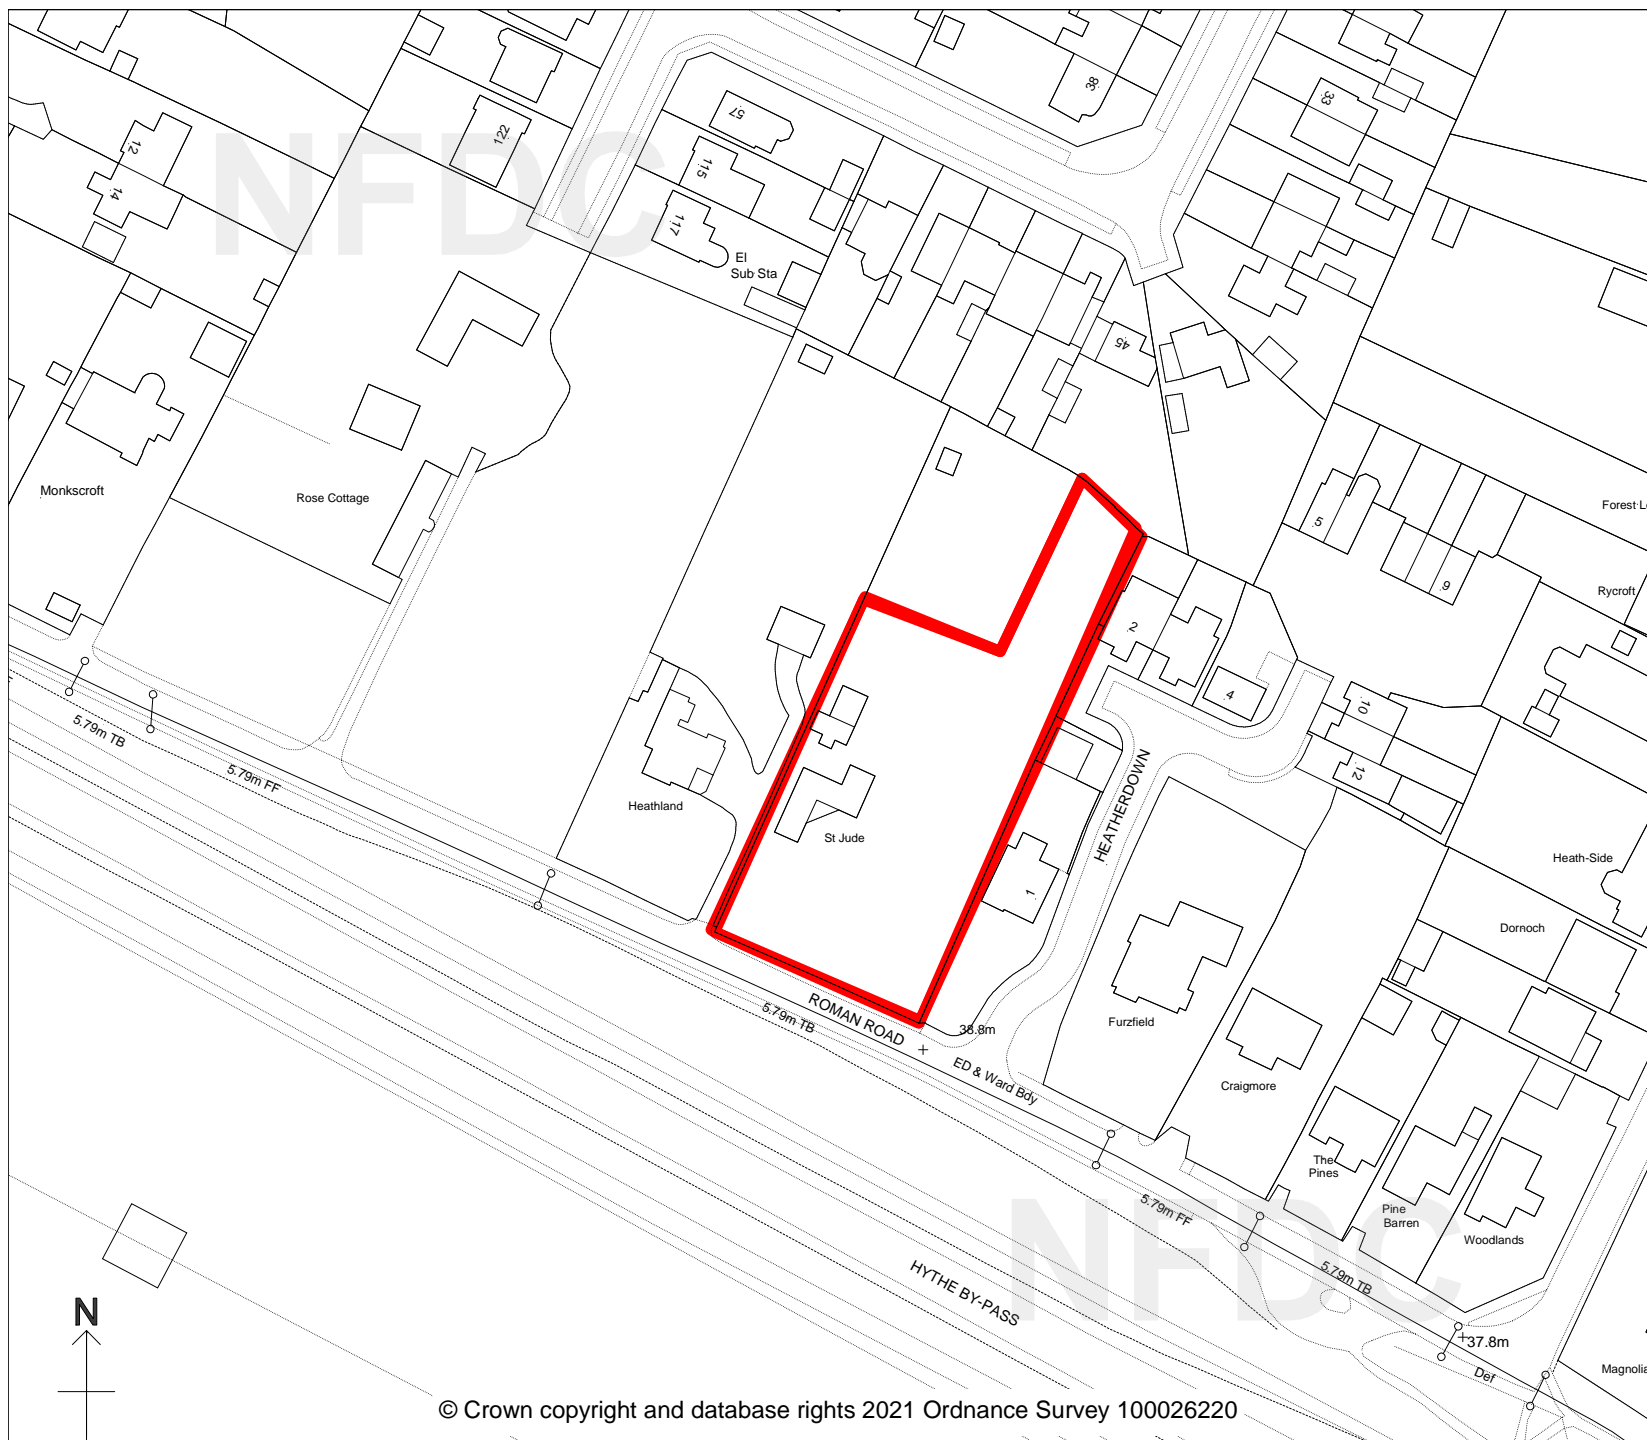 NFDC
38
33
57
122
12
14
115
117
El
Sub Sta
45
Monkscroft
Rose Cottage
5
9
Forest L
Rycroft
2
4
10
12
5.79m TB
5.79m FF
Heathland
St Jude
HEATHERDOWN
1
Heath-Side
Dornoch
ROMAN ROAD
5.79m TB
38.8m
ED & Ward Bdy
Furzfield
Craigmore
The
Pines
Pine
Barren
Woodlands
5.79m FF
NFDC
HYTHE BY-PASS
5.79m TB
37.8m
Def
Magnolia
N
© Crown copyright and database rights 2021 Ordnance Survey 100026220